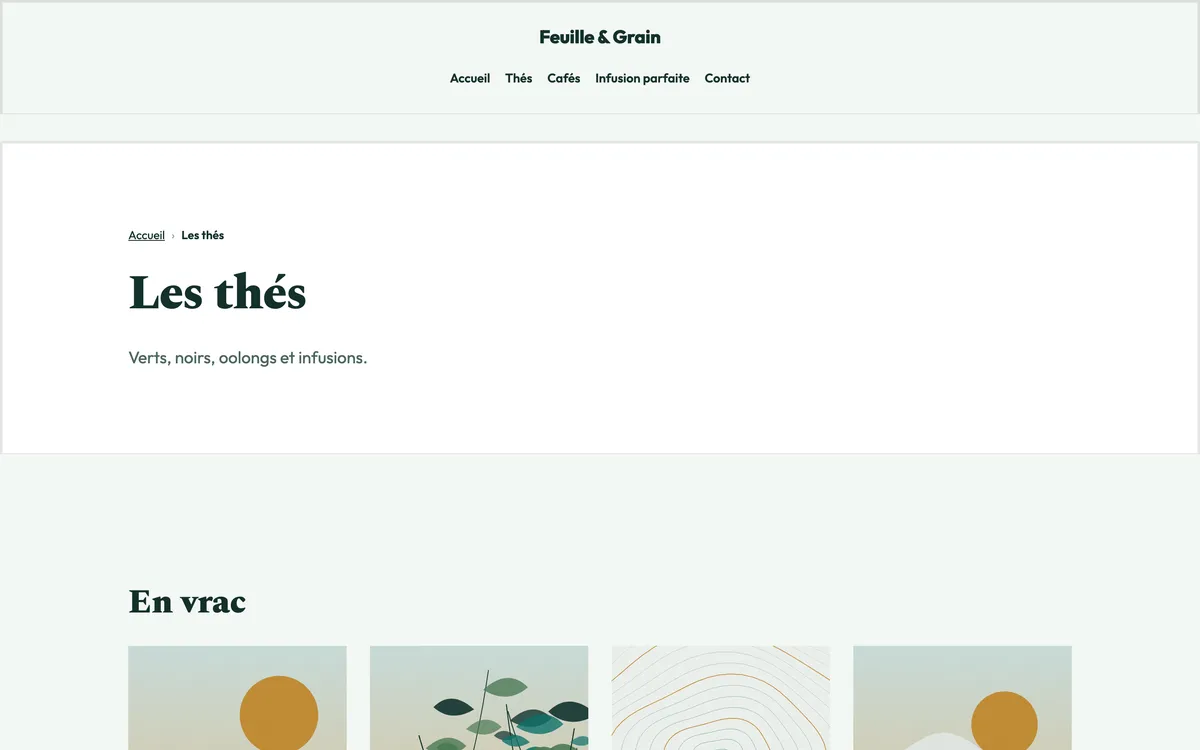 Feuille & Grain
Accueil Thés Cafés Infusion parfaite Contact
Accueil › Les thés
Les thés
Verts, noirs, oolongs et infusions.
En vrac